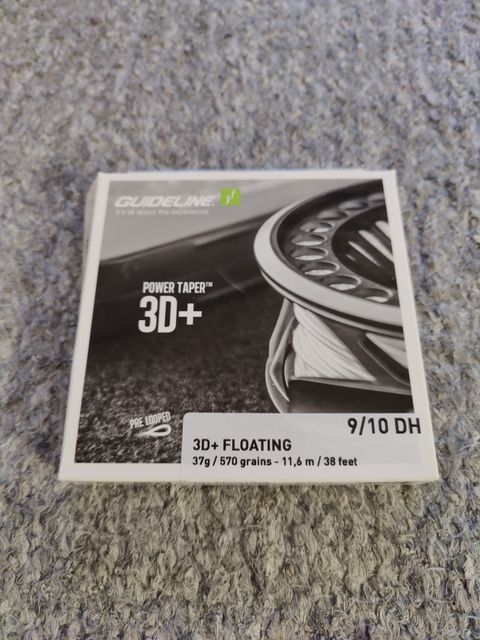 GUIDELINE
It's all about the experience
POWER TAPER™
3D+
PRE LOOPED
9/10 DH
3D+ FLOATING
37g / 570 grains - 11,6 m / 38 feet